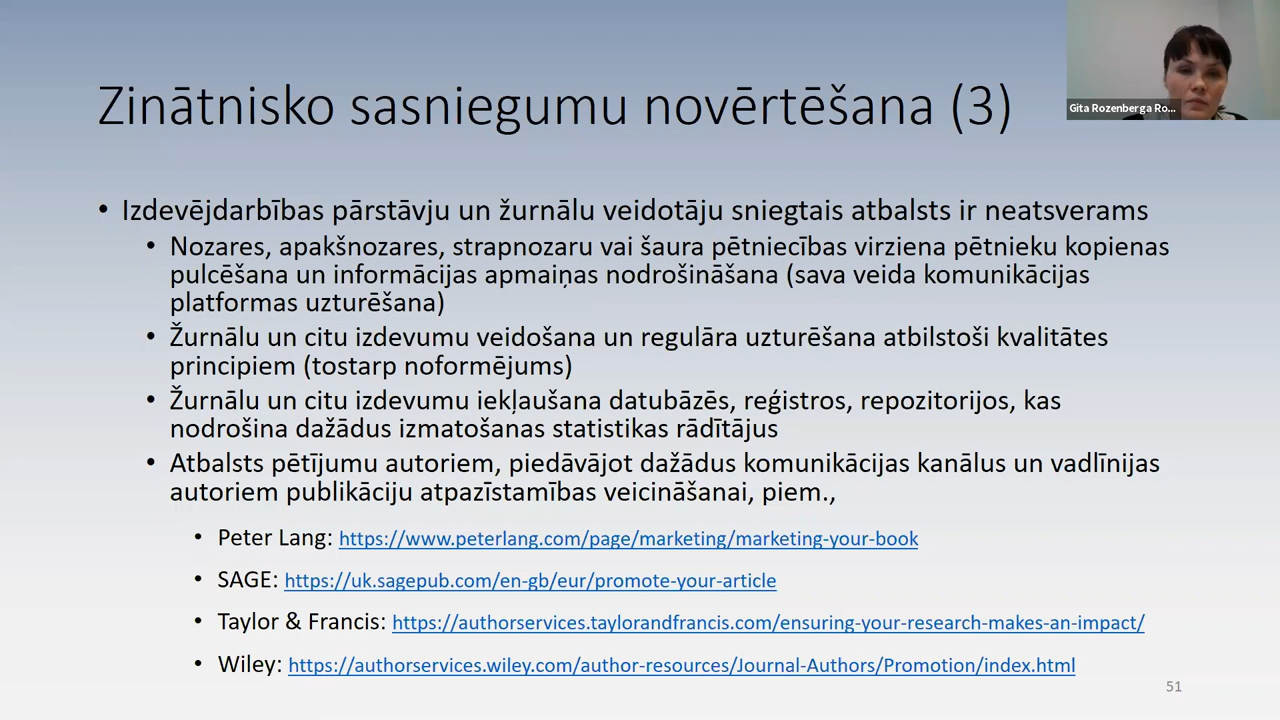 Zinātnisko sasniegumu novērtēšana (3)
Gita Rozenberga Ro...
• Izdevējdarbības pārstāvju un žurnālu veidotāju sniegtais atbalsts ir neatsverams
• Nozares, apakšnozares, strapnozaru vai šaura pētniecības virziena pētnieku kopienas
pulcēšana un informācijas apmaiņas nodrošināšana (sava veida komunikācijas
platformas uzturēšana)
• Žurnālu un citu izdevumu veidošana un regulāra uzturēšana atbilstoši kvalitātes
principiem (tostarp noformējums)
• Žurnālu un citu izdevumu iekļaušana datubāzēs, reģistros, repozitorijos, kas
nodrošina dažādus izmatošanas statistikas rādītājus
• Atbalsts pētījumu autoriem, piedāvājot dažādus komunikācijas kanālus un vadlīnijas
autoriem publikāciju atpazīstamības veicināšanai, piem.,
• Peter Lang: https://www.peterlang.com/page/marketing/marketing-your-book
• SAGE: https://uk.sagepub.com/en-gb/eur/promote-your-article
• Taylor & Francis: https://authorservices.taylorandfrancis.com/ensuring-your-research-makes-an-impact/
• Wiley: https://authorservices.wiley.com/author-resources/Journal-Authors/Promotion/index.html
51